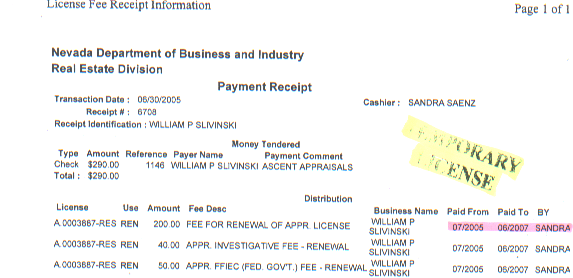 License Fee Receipt Information Page 1 of 1
Nevada Department of Business and Industry
Real Estate Division
Payment Receipt
Transaction Date : 06/30/2005 Cashier : SANDRA SAENZ
Receipt # : 6708
Receipt Identification : WILLIAM P SLIVINSKI
TEMPORARY
LICENSE
Money Tendered
Type Amount Reference Payer Name Payment Comment
Check $290.00 1146 WILLIAM P SLIVINSKI ASCENT APPRAISALS
Total : $290.00
Distribution
License Use Amount Fee Desc Business Name Paid From Paid To BY
A.0003887-RES REN 200.00 FEE FOR RENEWAL OF APPR. LICENSE WILLIAM P SLIVINSKI 07/2005 06/2007 SANDRA
A.0003887-RES REN 40.00 APPR. INVESTIGATIVE FEE - RENEWAL WILLIAM P SLIVINSKI 07/2005 06/2007 SANDRA
A.0003887-RES REN 50.00 APPR. FFIEC (FED. GOVT.) FEE - RENEWAL WILLIAM P SLIVINSKI 07/2005 06/2007 SANDRA